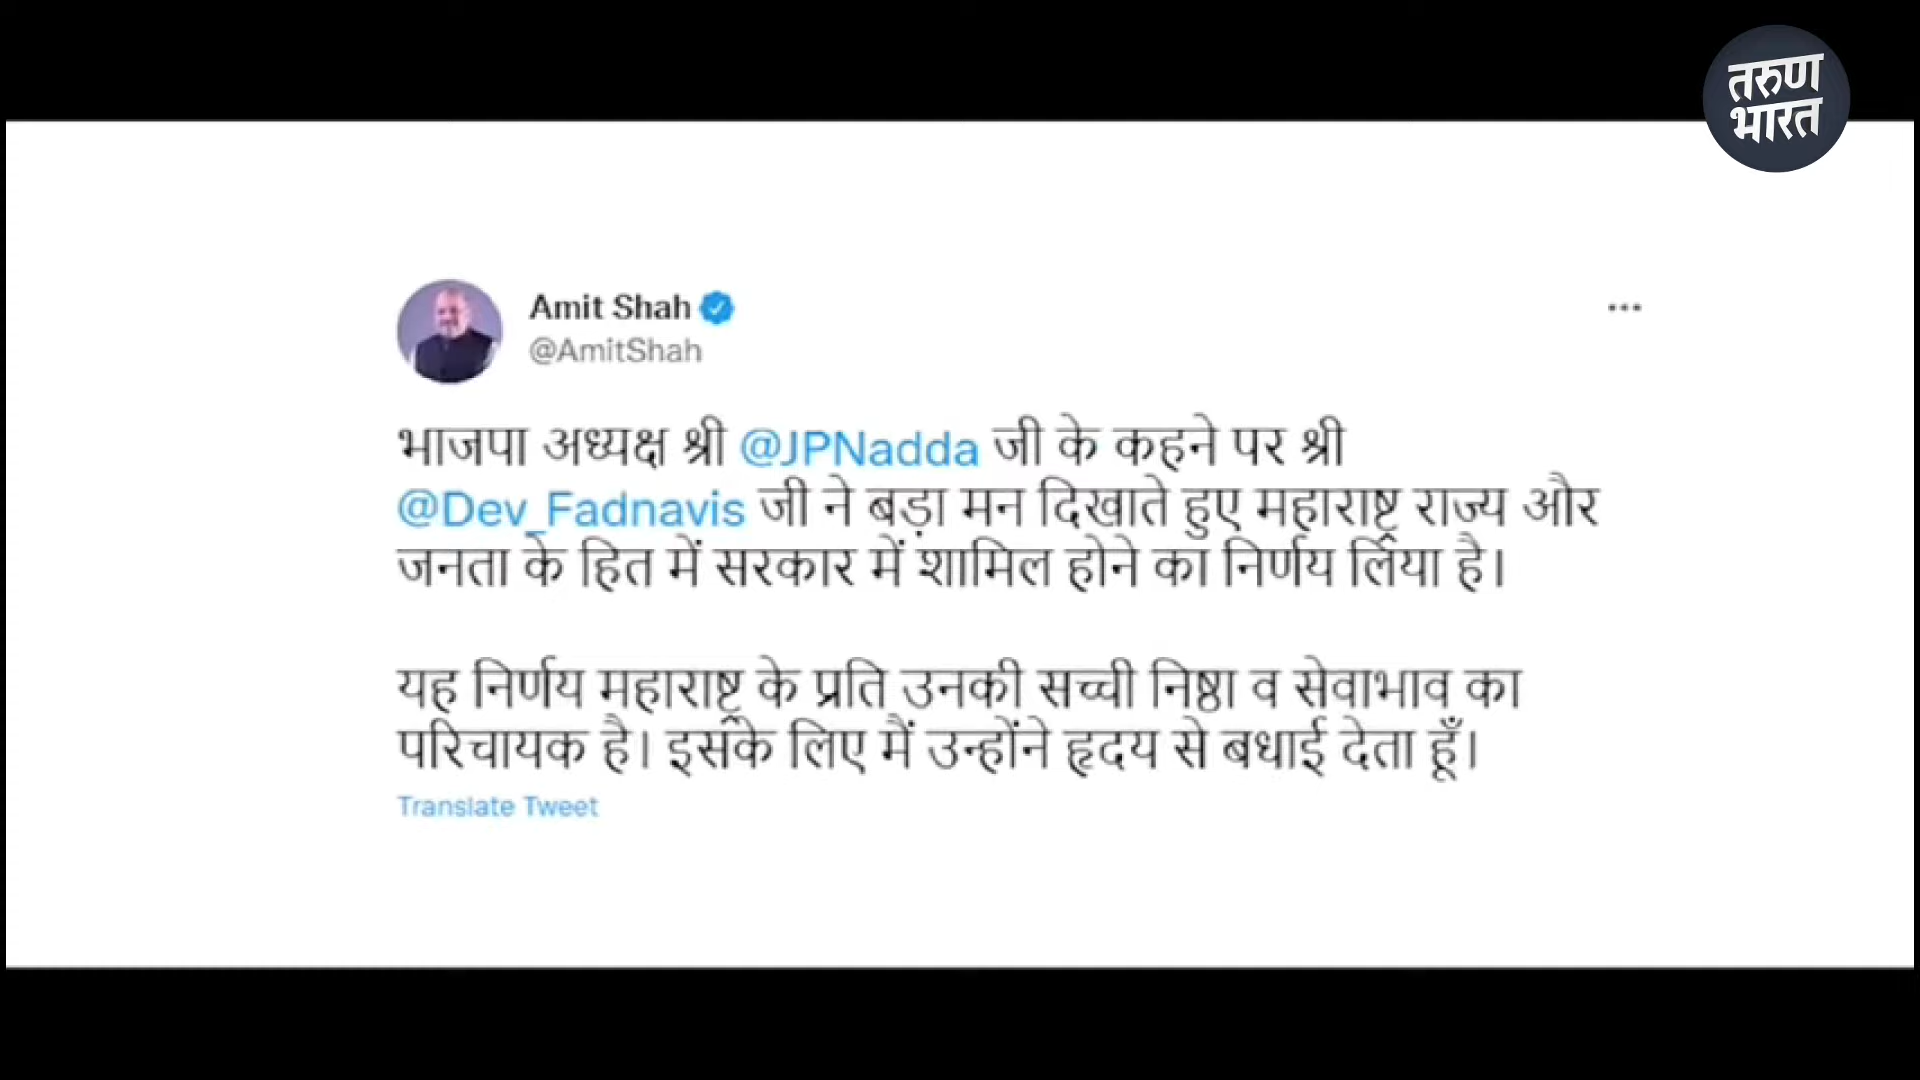 तरुण
भारत
Amit Shah
@AmitShah
भाजपा अध्यक्ष श्री @JPNadda जी के कहने पर श्री
@Dev_Fadnavis जी ने बड़ा मन दिखाते हुए महाराष्ट्र राज्य और
जनता के हित में सरकार में शामिल होने का निर्णय लिया है।
यह निर्णय महाराष्ट्र के प्रति उनकी सच्ची निष्ठा व सेवाभाव का
परिचायक है। इसके लिए मैं उन्होंने हृदय से बधाई देता हूँ।
Translate Tweet